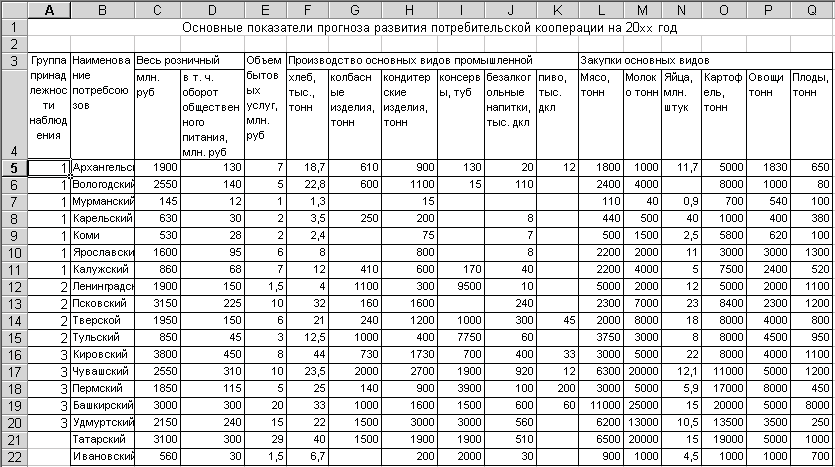 A B C D E F G H I J K L M N O P Q
1 Основные показатели прогноза развития потребительской кооперации на 20хх год
2
3 Группа принадлежности наблюдения Наименование потребсоюзов Весь розничный Объем бытовых услуг, млн. руб Производство основных видов промышленной Закупки основных видов
4 млн. руб в т. ч. оборот общественного питания, млн. руб хлеб, тыс., тонн колбасные изделия, тонн кондитерские изделия, тонн консервы, туб безалкогольные напитки, тыс. дкл пиво, тыс. дкл Мясо, тонн Молоко тонн Яйца, млн. штук Картофель, тонн Овощи тонн Плоды, тонн
5 1 Архангельс 1900 130 7 18,7 610 900 130 20 12 1800 1000 11,7 5000 1830 650
6 1 Вологодский 2550 140 5 22,8 600 1100 15 110 2400 4000 8000 1000 80
7 1 Мурманский 145 12 1 1,3 15 110 40 0,9 700 540 100
8 1 Карельский 630 30 2 3,5 250 200 8 440 500 40 1000 400 380
9 1 Коми 530 28 2 2,4 75 7 500 1500 2,5 5800 620 100
10 1 Ярославски 1600 95 6 8 800 8 2200 2000 11 3000 3000 1300
11 1 Калужский 860 68 7 12 410 600 170 40 2200 4000 5 7500 2400 520
12 2 Ленинградс 1900 150 1,5 4 1100 300 9500 10 5000 2000 12 5000 2000 1100
13 2 Псковский 3150 225 10 32 160 1600 240 2300 7000 23 8400 2300 1200
14 2 Тверской 1950 150 6 21 240 1200 1000 300 45 2000 8000 18 8000 4000 800
15 2 Тульский 850 45 3 12,5 1000 400 7750 60 3750 3000 8 8000 4500 950
16 3 Кировский 3800 450 8 44 730 1730 700 400 33 3000 5000 22 8000 4000 1100
17 3 Чувашский 2550 310 10 23,5 2000 2700 1900 920 12 6300 20000 12,1 11000 5000 1200
18 3 Пермский 1850 115 5 25 140 900 3900 100 200 3000 5000 5,9 17000 8000 450
19 3 Башкирский 3000 300 20 33 1000 1600 1500 600 60 11000 25000 15 20000 5000 8000
20 3 Удмуртский 2150 240 15 22 1500 3000 3000 560 6200 13000 10,5 13500 3500 250
21 Татарский 3100 300 29 40 1500 1900 1900 510 6500 20000 15 19000 5000 1000
22 Ивановский 560 30 1,5 6,7 200 2000 30 900 1000 4,5 1000 1000 700